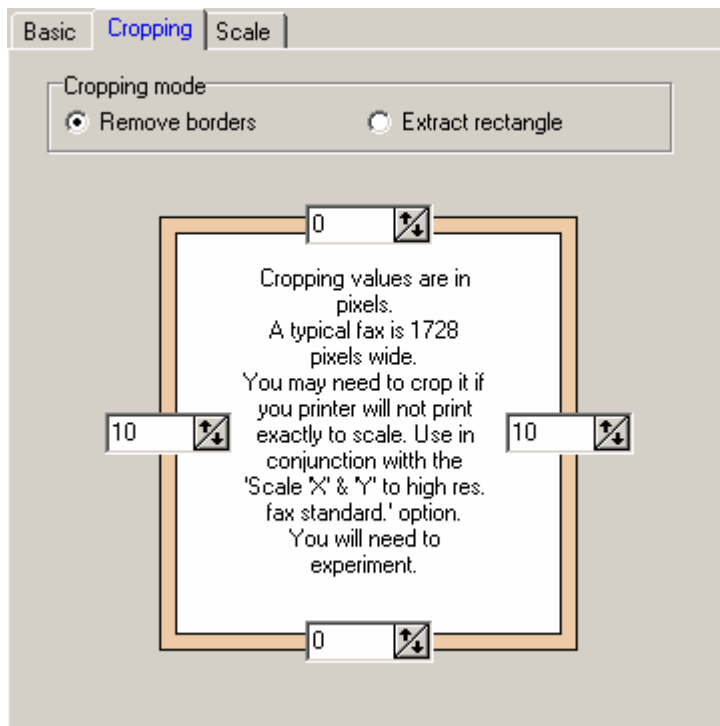 Basic Cropping Scale
Cropping mode
Remove borders Extract rectangle
0
Cropping values are in
pixels.
A typical fax is 1728
pixels wide.
You may need to crop it if
you printer will not print
10 exactly to scale. Use in 10
conjunction wiith the
'Scale 'X' & 'Y' to high res.
fax standard.' option.
You will need to
experiment.
0